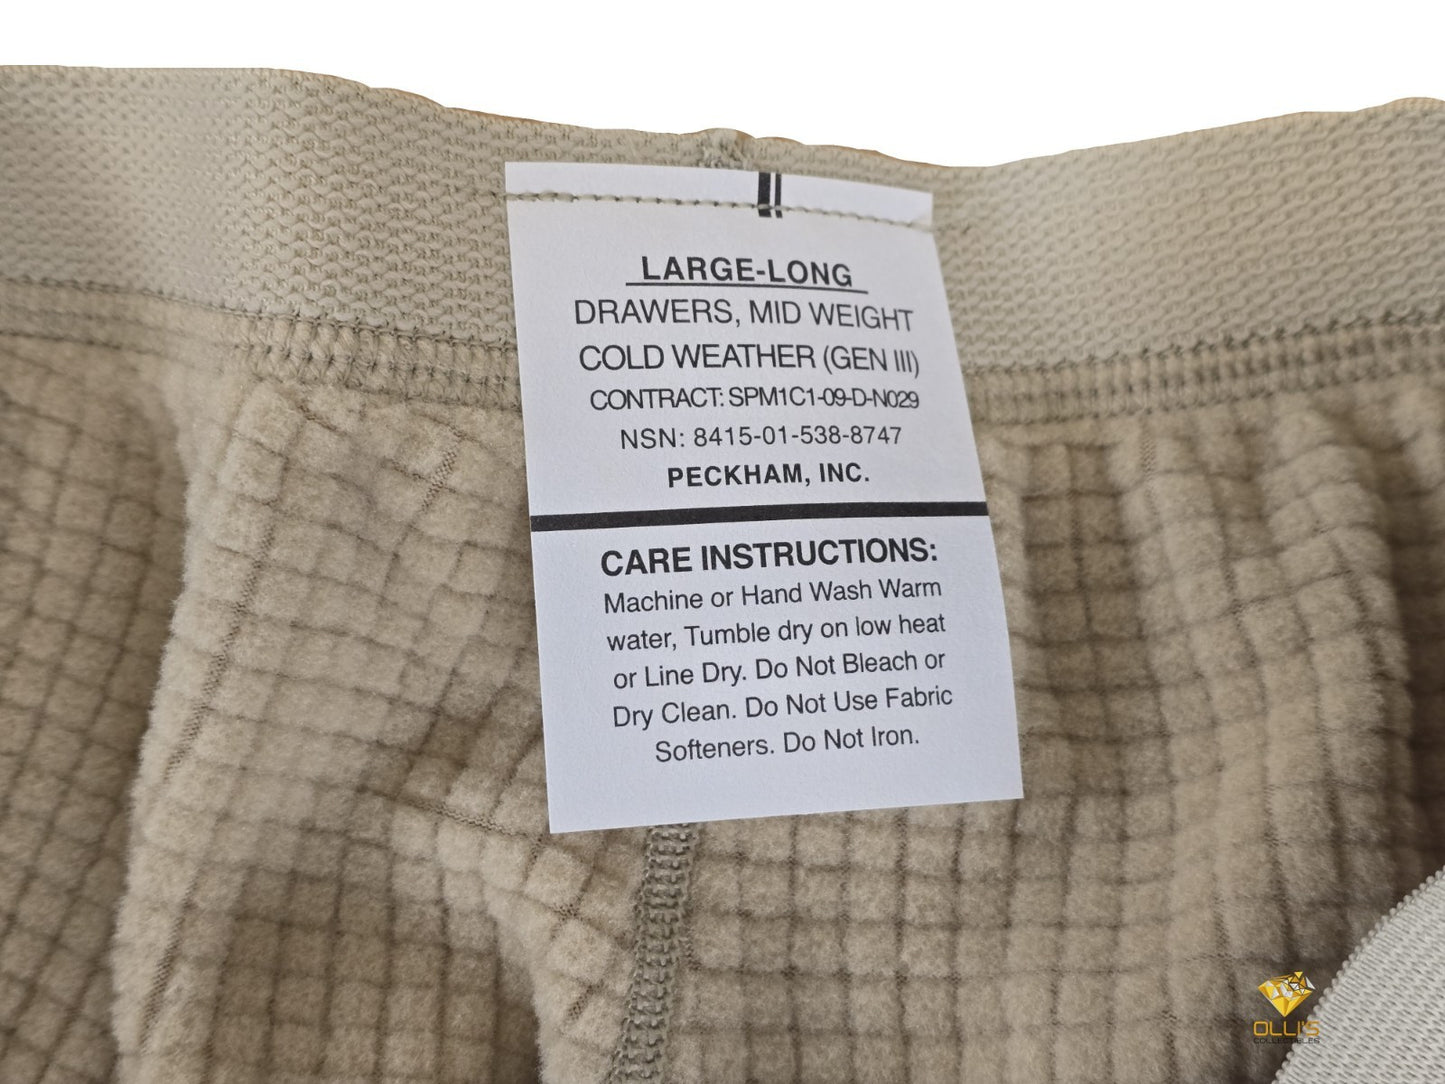 LARGE-LONG
DRAWERS, MID WEIGHT
COLD WEATHER (GEN III)
CONTRACT: SPM1C1-09-D-N029
NSN: 8415-01-538-8747
PECKHAM, INC.
CARE INSTRUCTIONS:
Machine or Hand Wash Warm
water, Tumble dry on low heat
or Line Dry. Do Not Bleach or
Dry Clean. Do Not Use Fabric
Softeners. Do Not Iron.
OLLI'S
COLLECTIBLES